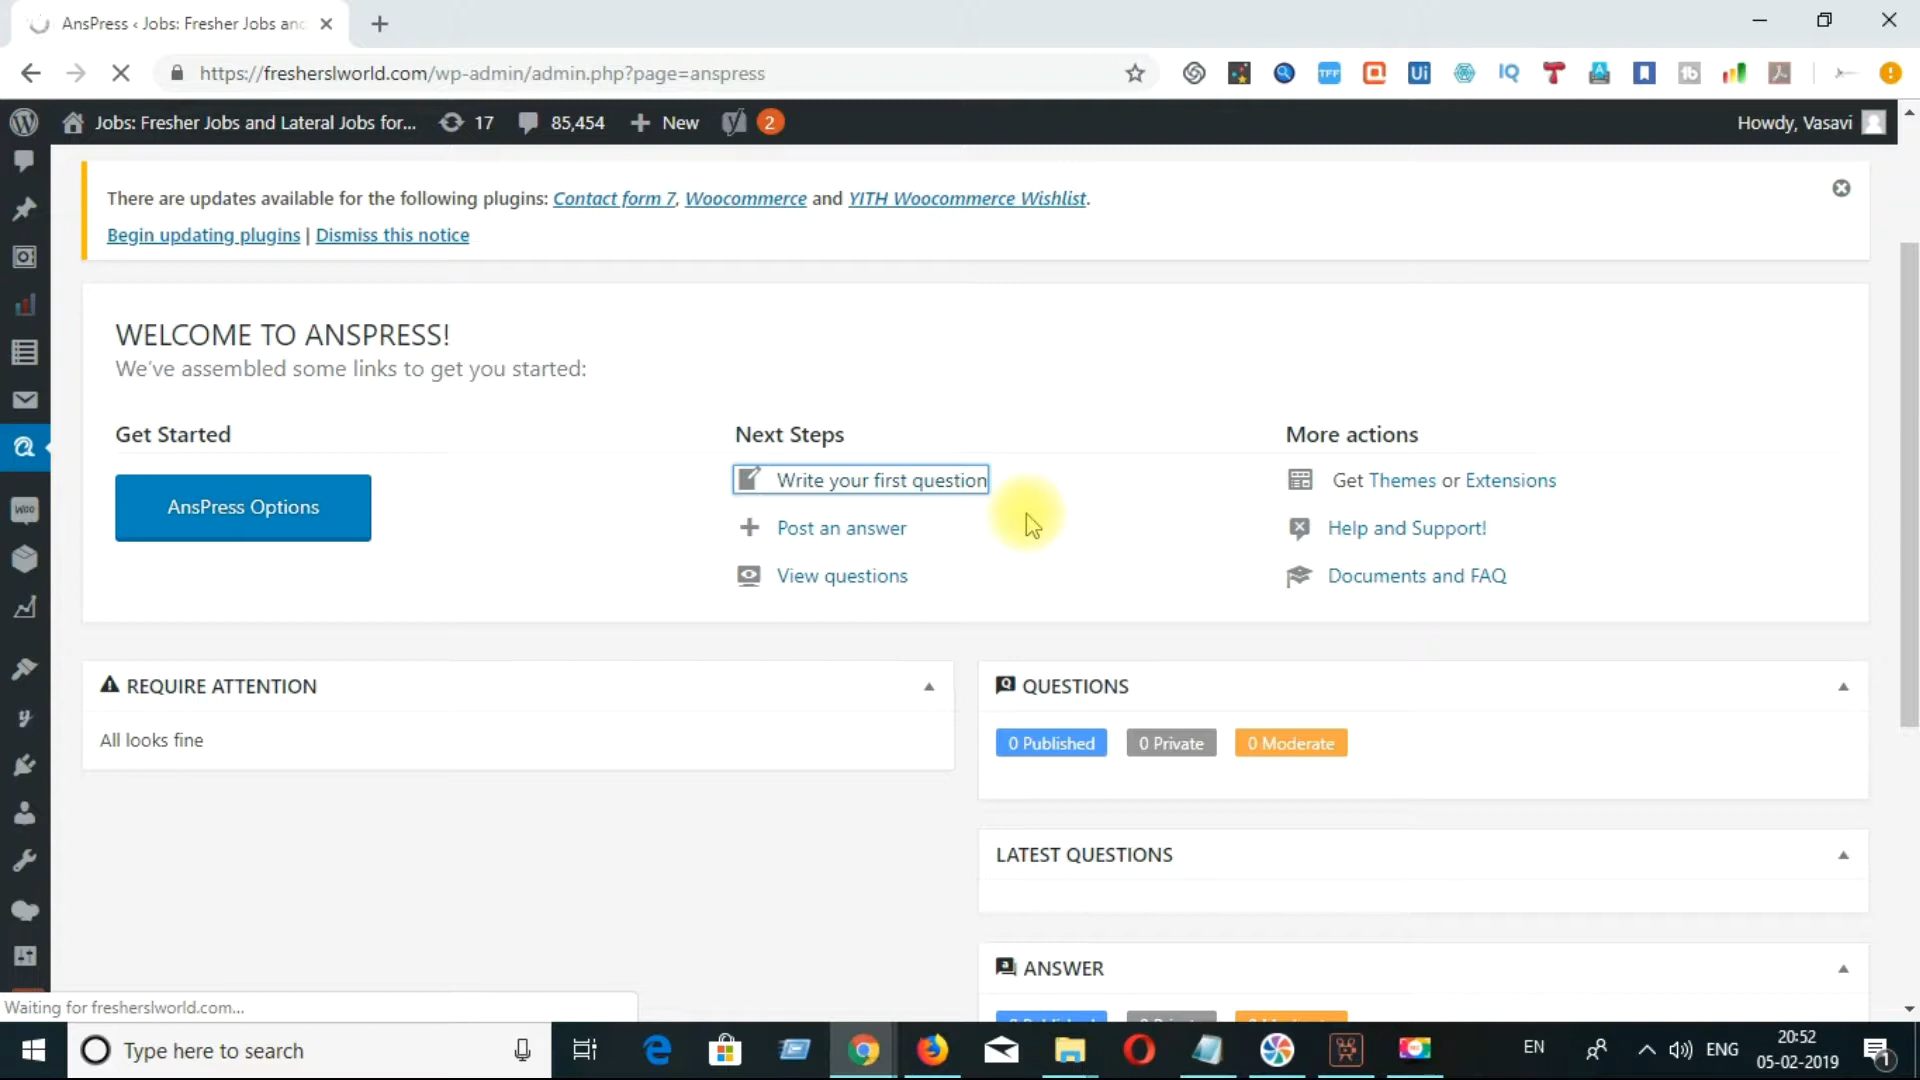 AnsPress ‹ Jobs: Fresher Jobs and
https://fresherslworld.com/wp-admin/admin.php?page=anspress
TFF
Ui
IQ
Jobs: Fresher Jobs and Lateral Jobs for... 17 85,454 New 2
Howdy, Vasavi
There are updates available for the following plugins: Contact form 7, Woocommerce and YITH Woocommerce Wishlist.
Begin updating plugins | Dismiss this notice
WELCOME TO ANSPRESS!
We've assembled some links to get you started:
Get Started
AnsPress Options
Next Steps
Write your first question
Post an answer
View questions
More actions
Get Themes or Extensions
Help and Support!
Documents and FAQ
REQUIRE ATTENTION
All looks fine
QUESTIONS
0 Published 0 Private 0 Moderate
LATEST QUESTIONS
ANSWER
Woo
Waiting for fresherslworld.com...
Type here to search
EN
ENG
20:52
05-02-2019
1